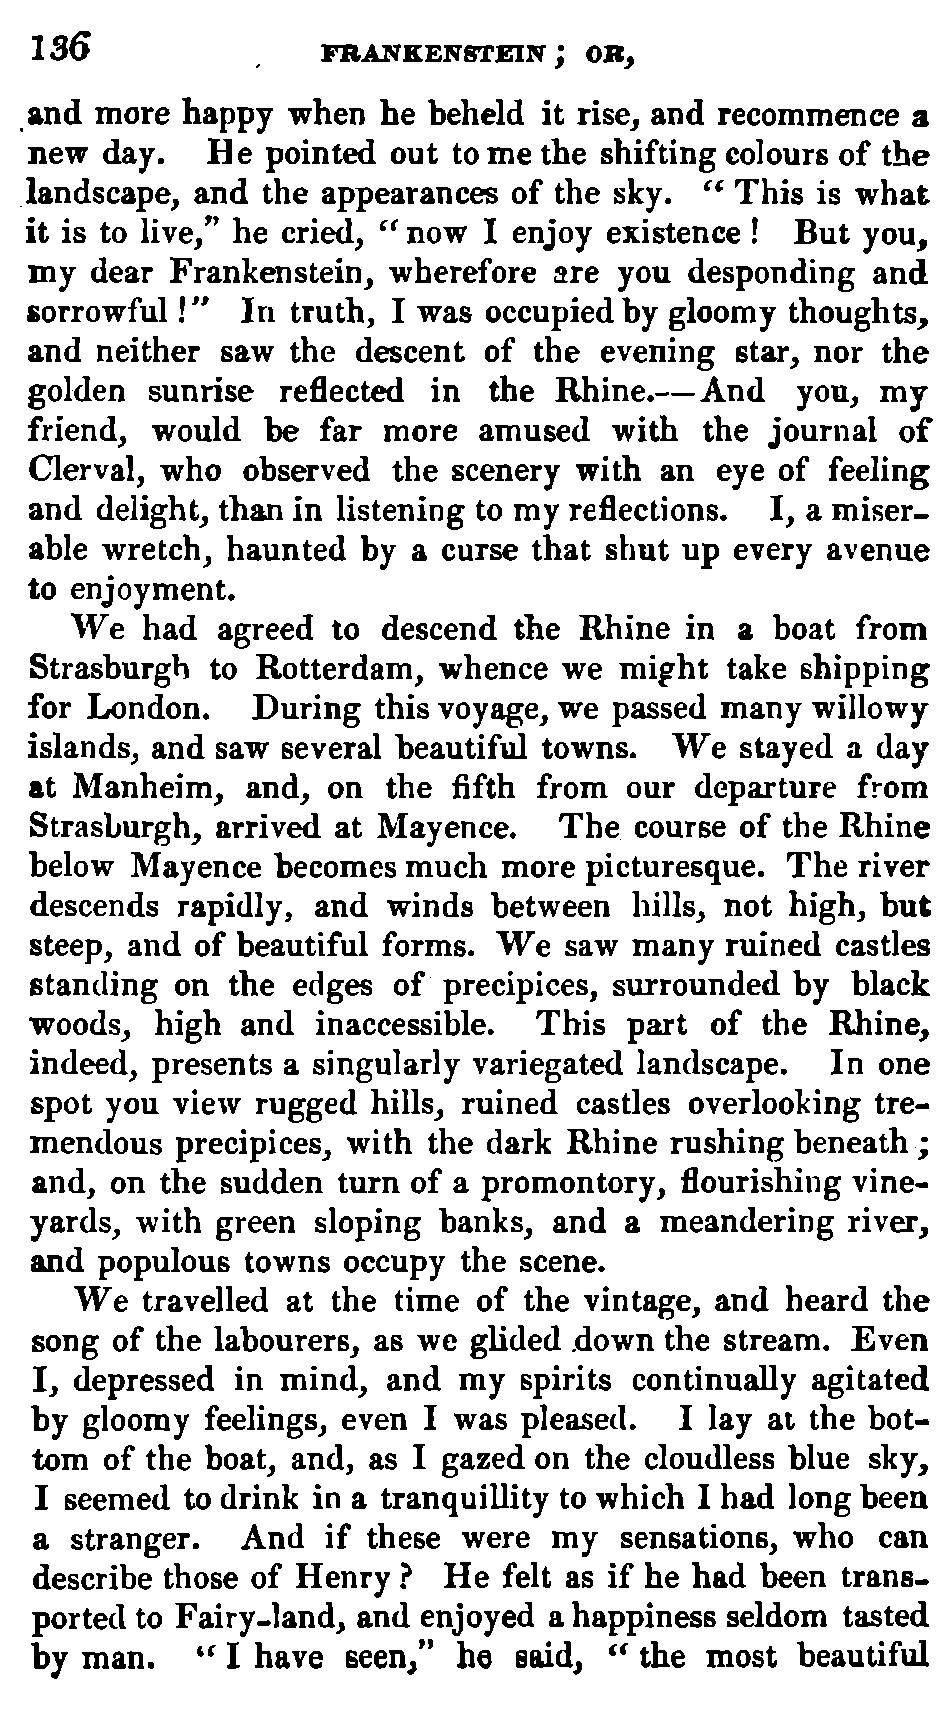 136 FRANKENSTEIN; OR,
and more happy when he beheld it rise, and recommence a
new day. He pointed out to me the shifting colours of the
landscape, and the appearances of the sky. "This is what
it is to live," he cried, "now I enjoy existence! But you,
my dear Frankenstein, wherefore are you desponding and
sorrowful!" In truth, I was occupied by gloomy thoughts,
and neither saw the descent of the evening star, nor the
golden sunrise reflected in the Rhine.——And you, my
friend, would be far more amused with the journal of
Clerval, who observed the scenery with an eye of feeling
and delight, than in listening to my reflections. I, a miser-
able wretch, haunted by a curse that shut up every avenue
to enjoyment.
We had agreed to descend the Rhine in a boat from
Strasburgh to Rotterdam, whence we might take shipping
for London. During this voyage, we passed many willowy
islands, and saw several beautiful towns. We stayed a day
at Manheim, and, on the fifth from our departure from
Strasburgh, arrived at Mayence. The course of the Rhine
below Mayence becomes much more picturesque. The river
descends rapidly, and winds between hills, not high, but
steep, and of beautiful forms. We saw many ruined castles
standing on the edges of precipices, surrounded by black
woods, high and inaccessible. This part of the Rhine,
indeed, presents a singularly variegated landscape. In one
spot you view rugged hills, ruined castles overlooking tre-
mendous precipices, with the dark Rhine rushing beneath;
and, on the sudden turn of a promontory, flourishing vine-
yards, with green sloping banks, and a meandering river,
and populous towns occupy the scene.
We travelled at the time of the vintage, and heard the
song of the labourers, as we glided down the stream. Even
I, depressed in mind, and my spirits continually agitated
by gloomy feelings, even I was pleased. I lay at the bot-
tom of the boat, and, as I gazed on the cloudless blue sky,
I seemed to drink in a tranquillity to which I had long been
a stranger. And if these were my sensations, who can
describe those of Henry? He felt as if he had been trans-
ported to Fairy-land, and enjoyed a happiness seldom tasted
by man. "I have seen," he said, "the most beautiful